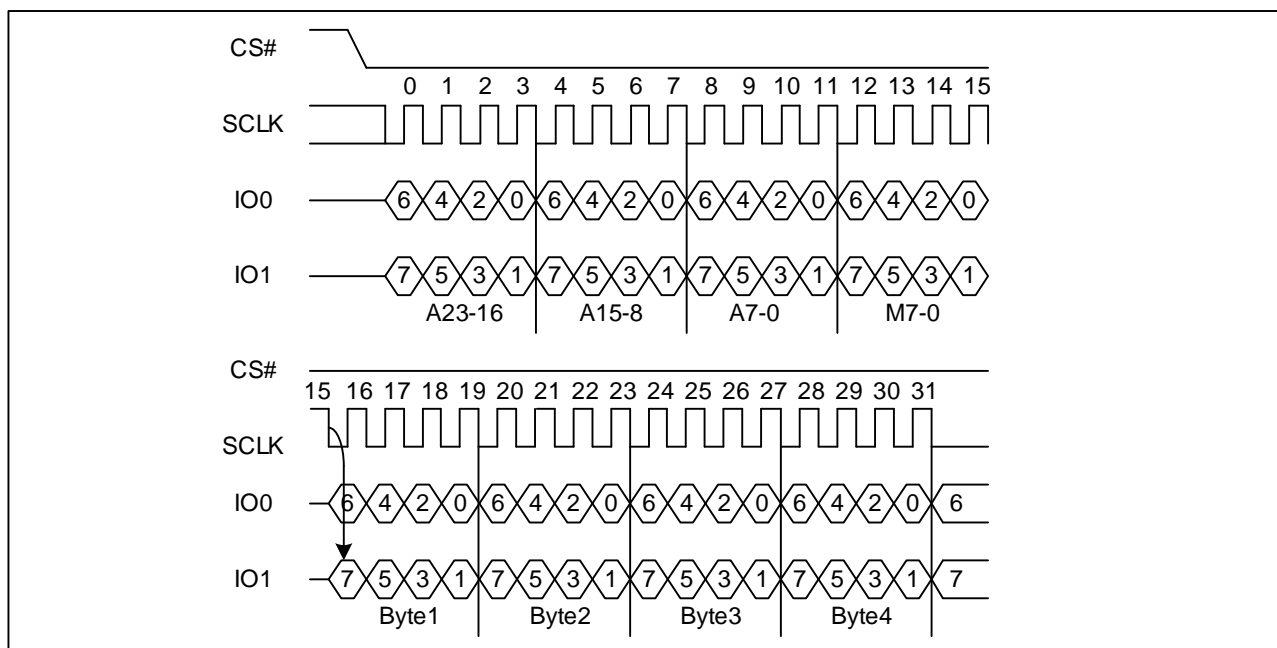 CS#
0 1 2 3 4 5 6 7 8 9 10 11 12 13 14 15
SCLK
IO0 6 4 2 0 6 4 2 0 6 4 2 0 6 4 2 0
IO1 7 5 3 1 7 5 3 1 7 5 3 1 7 5 3 1
A23-16 A15-8 A7-0 M7-0
CS#
15 16 17 18 19 20 21 22 23 24 25 26 27 28 29 30 31
SCLK
IO0 6 4 2 0 6 4 2 0 6 4 2 0 6 4 2 0 6
IO1 7 5 3 1 7 5 3 1 7 5 3 1 7 5 3 1 7
Byte1 Byte2 Byte3 Byte4